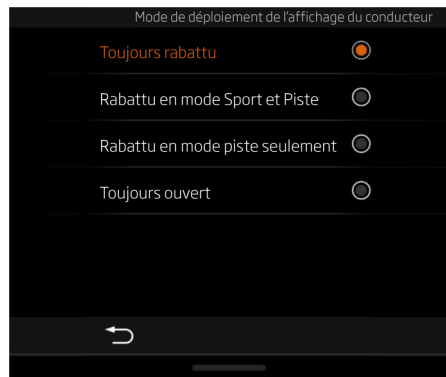 Mode de déploiement de l'affichage du conducteur
Toujours rabattu
Rabattu en mode Sport et Piste
Rabattu en mode piste seulement
Toujours ouvert